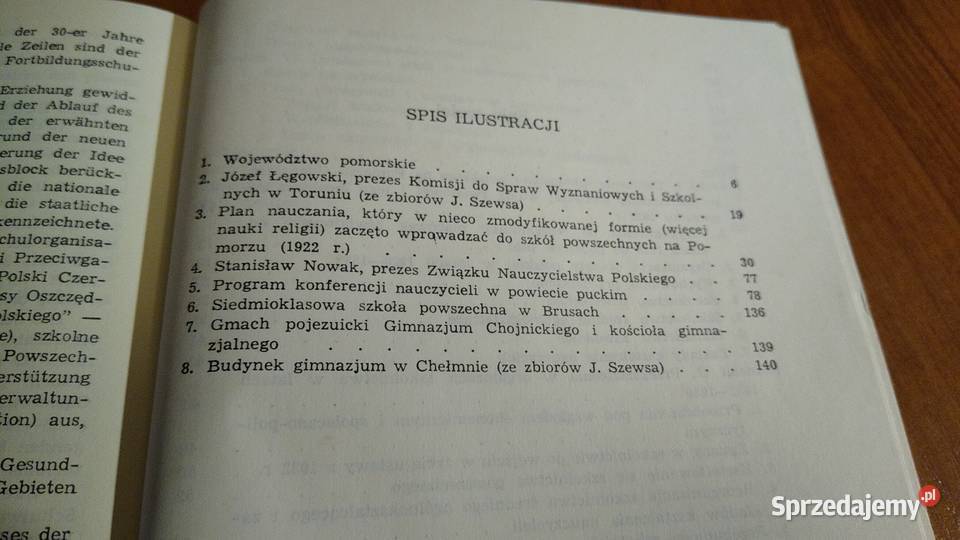 der 30-er Jahre
Zeilen sind der
Fortbildungsschu-
Erziehung gewid-
der Ablauf des
der erwähnten
rund der neuen
erung der Idee
sblock berück-
die nationale
die staatliche
kennzeichnete.
chulorganisa-
i Przeciwga-
Polski Czer-
sy Oszczęd-
olskiego" —
e), szkolne
Powszech-
erstützung
erwaltun-
tion) aus,
Gesund-
Gebieten
ses der
SPIS ILUSTRACJI
1. Województwo pomorskie . . . . . . . . . . . 6
2. Józef Łęgowski, prezes Komisji do Spraw Wyznaniowych i Szkol-
nych w Toruniu (ze zbiorów J. Szewsa) . . . . . . . 19
3. Plan nauczania, który w nieco zmodyfikowanej formie (więcej
nauki religii) zaczęto wprowadzać do szkół powszechnych na Po-
morzu (1922 r.) . . . . . . . . . . . . . 30
4. Stanisław Nowak, prezes Związku Nauczycielstwa Polskiego . . 77
5. Program konferencji nauczycieli w powiecie puckim . . . . 78
6. Siedmioklasowa szkoła powszechna w Brusach . . . . . 136
7. Gmach pojezuicki Gimnazjum Chojnickiego i kościoła gimna-
zjalnego . . . . . . . . . . . . . . . 139
8. Budynek gimnazjum w Chełmnie (ze zbiorów J. Szewsa) . . . 140
Sprzedajemy.pl